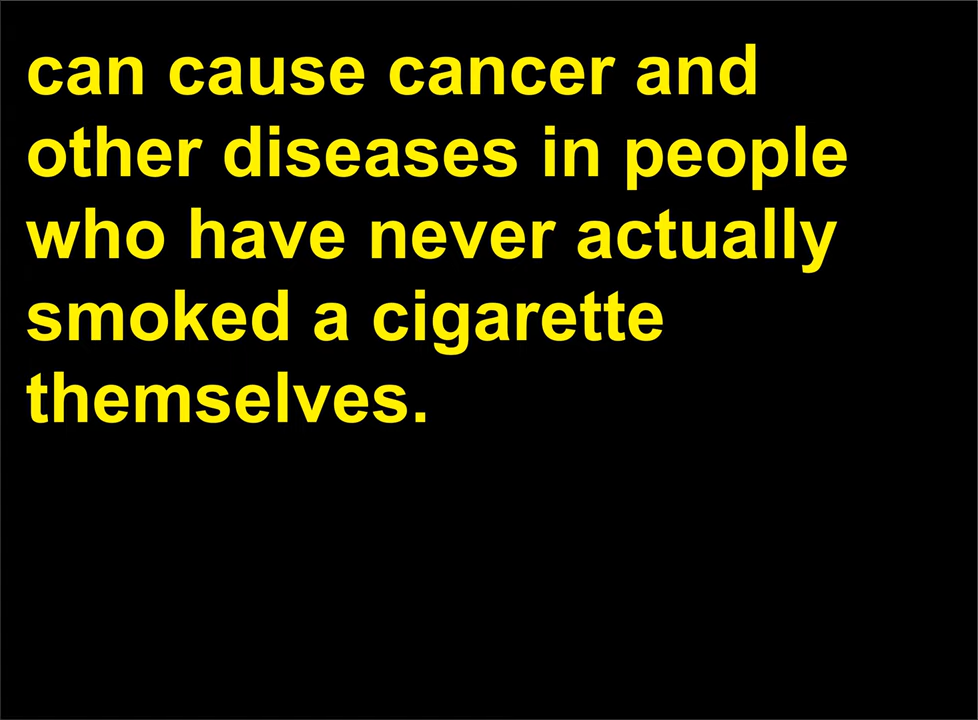 can cause cancer and
other diseases in people
who have never actually
smoked a cigarette
themselves.